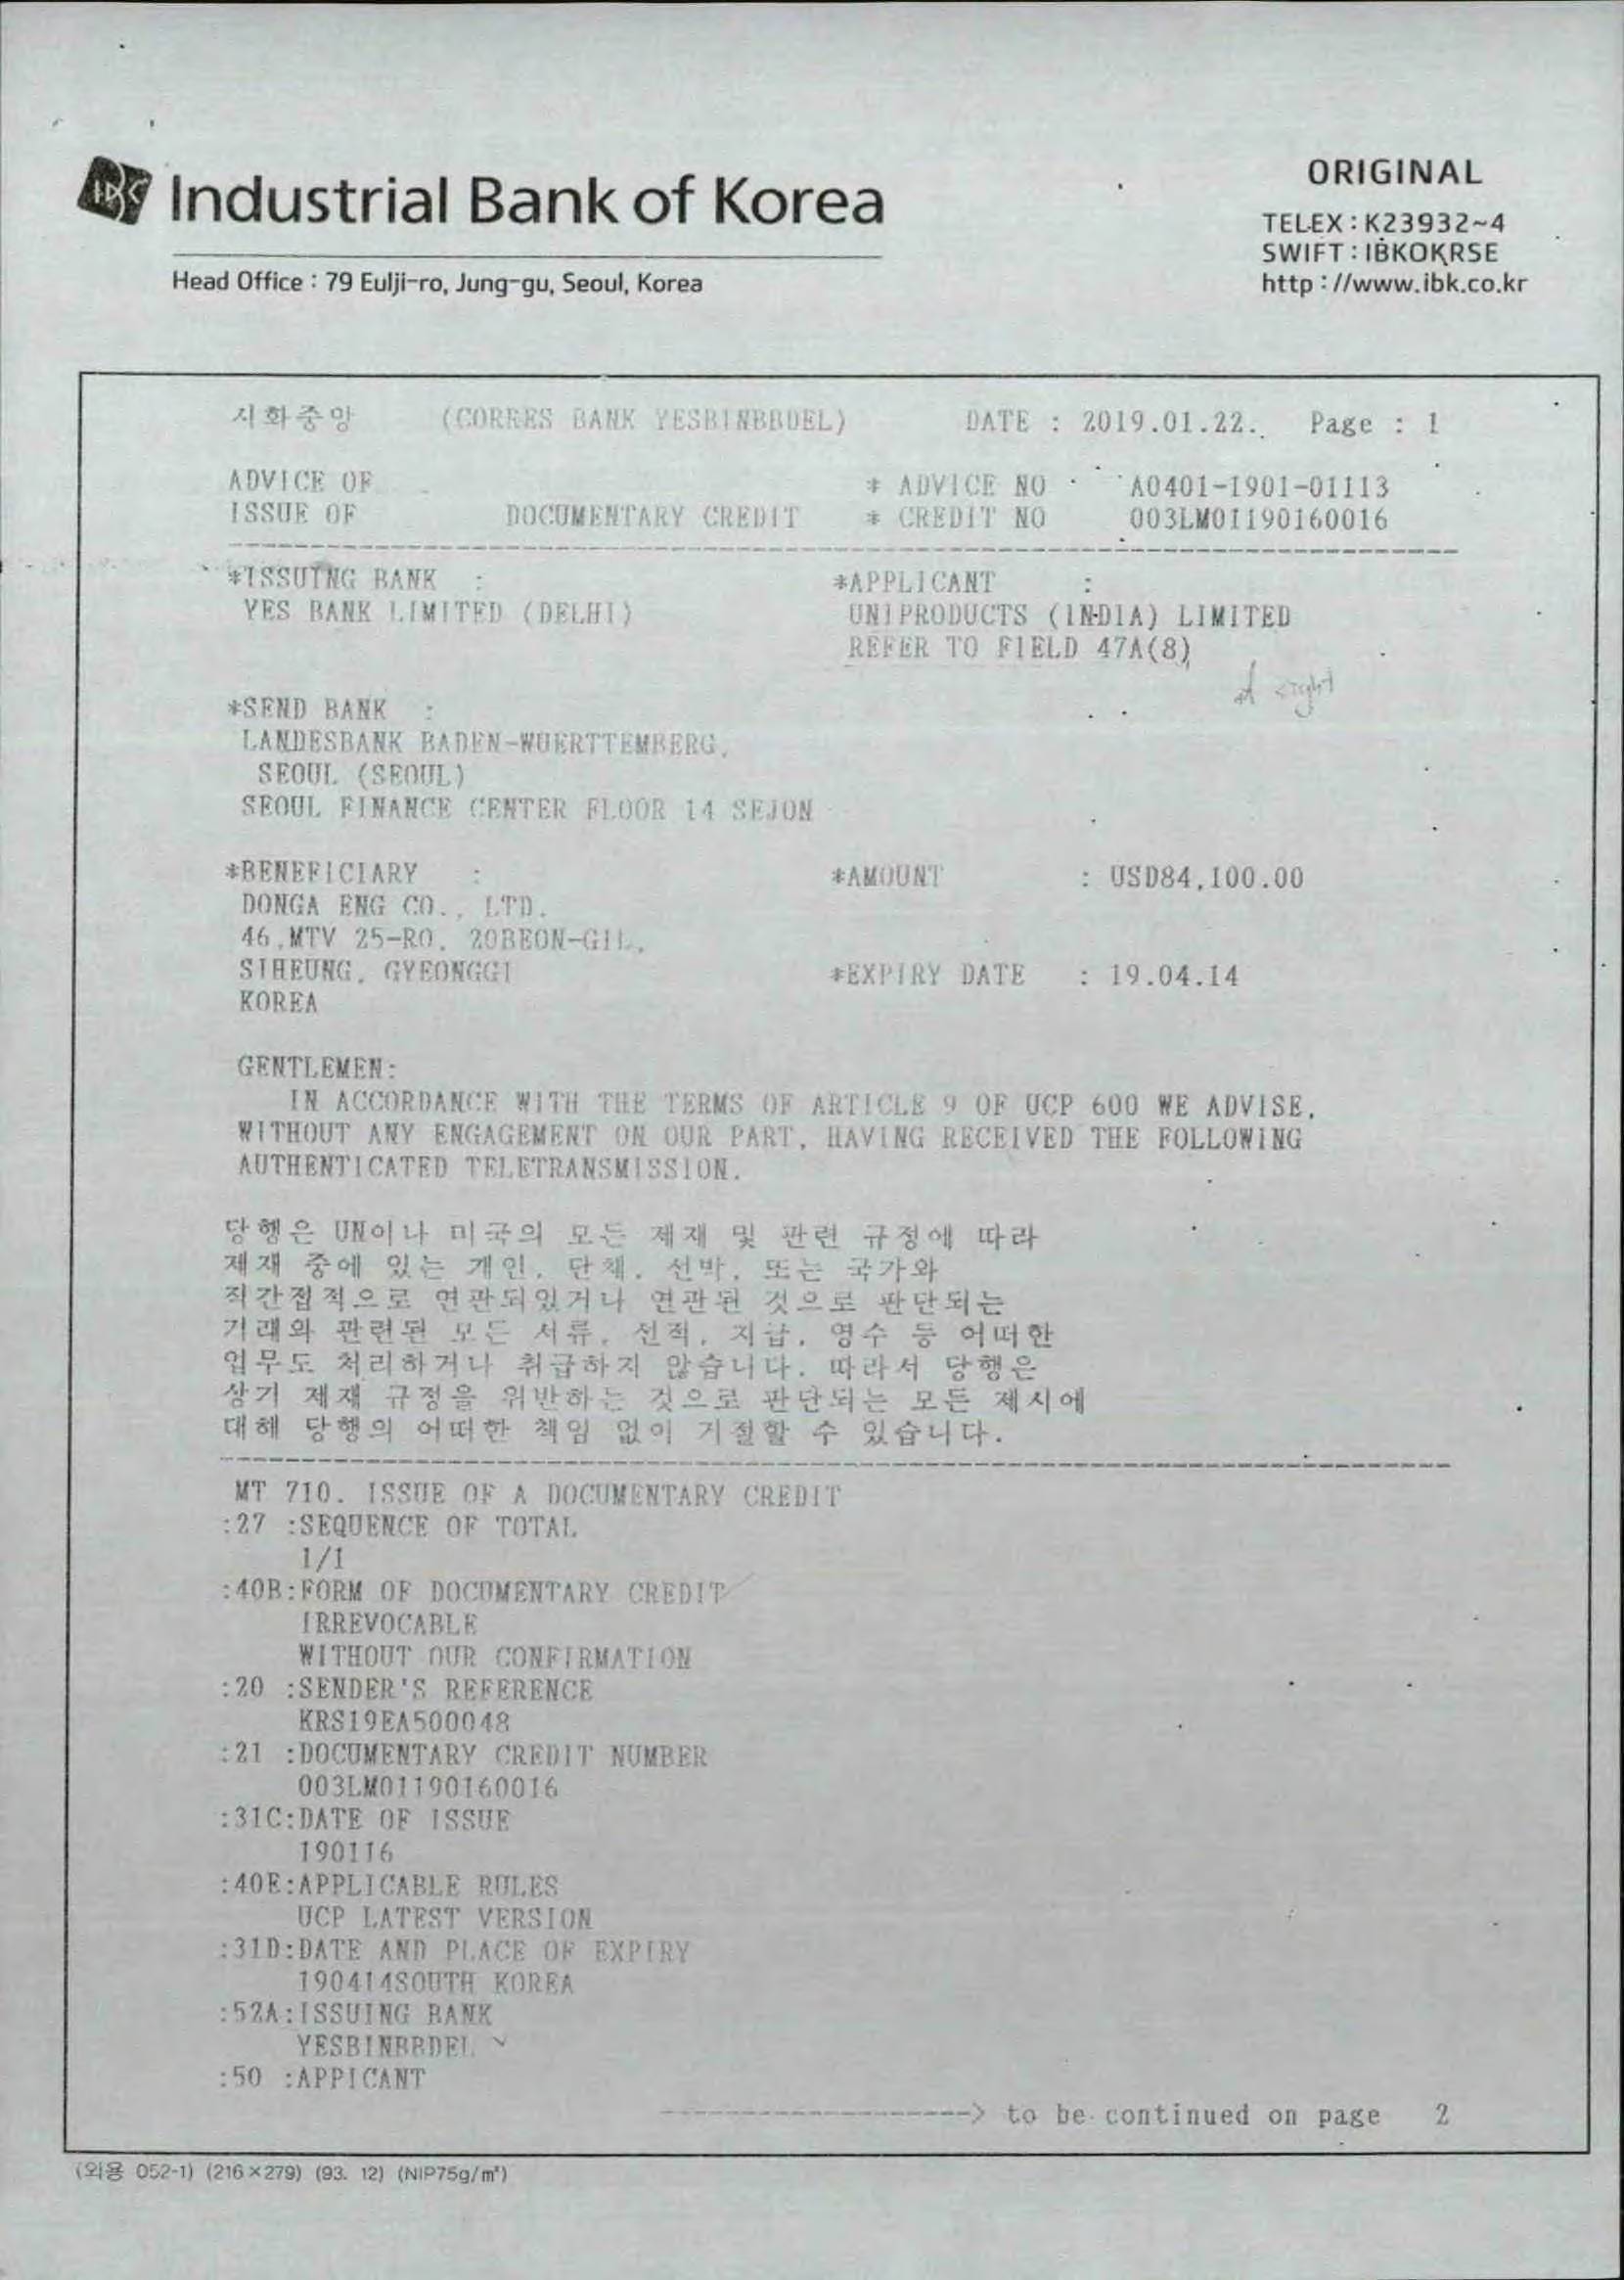 IBK Industrial Bank of Korea
ORIGINAL
TELEX : K23932~4
SWIFT : IBKOKRSE
http : //www.ibk.co.kr
Head Office : 79 Eulji-ro, Jung-gu, Seoul, Korea
시화중앙 (CORRES BANK YESBINBBDEL) DATE : 2019.01.22. Page : 1
ADVICE OF * ADVICE NO A0401-1901-01113
ISSUE OF DOCUMENTARY CREDIT * CREDIT NO 003LM01190160016
*ISSUING BANK : *APPLICANT :
YES BANK LIMITED (DELHI) UNIPRODUCTS (INDIA) LIMITED
REFER TO FIELD 47A(8)
at sight
*SEND BANK :
LANDESBANK BADEN-WUERTTEMBERG,
SEOUL (SEOUL)
SEOUL FINANCE CENTER FLOOR 14 SEJON
*BENEFICIARY : *AMOUNT : USD84,100.00
DONGA ENG CO., LTD.
46,MTV 25-RO, 20BEON-GIL,
SIHEUNG, GYEONGGI *EXPIRY DATE : 19.04.14
KOREA
GENTLEMEN:
IN ACCORDANCE WITH THE TERMS OF ARTICLE 9 OF UCP 600 WE ADVISE,
WITHOUT ANY ENGAGEMENT ON OUR PART, HAVING RECEIVED THE FOLLOWING
AUTHENTICATED TELETRANSMISSION.
당행은 UN이나 미국의 모든 제재 및 관련 규정에 따라
제재 중에 있는 개인, 단체, 선박, 또는 국가와
직간접적으로 연관되있거나 연관된 것으로 판단되는
거래와 관련된 모든 서류, 선적, 지급, 영수 등 어떠한
업무도 처리하거나 취급하지 않습니다. 따라서 당행은
상기 제재 규정을 위반하는 것으로 판단되는 모든 제시에
대해 당행의 어떠한 책임 없이 거절할 수 있습니다.
MT 710. ISSUE OF A DOCUMENTARY CREDIT
:27 :SEQUENCE OF TOTAL
1/1
:40B:FORM OF DOCUMENTARY CREDIT
IRREVOCABLE
WITHOUT OUR CONFIRMATION
:20 :SENDER'S REFERENCE
KRS19EA500048
:21 :DOCUMENTARY CREDIT NUMBER
003LM01190160016
:31C:DATE OF ISSUE
190116
:40E:APPLICABLE RULES
UCP LATEST VERSION
:31D:DATE AND PLACE OF EXPIRY
190414SOUTH KOREA
:52A:ISSUING BANK
YESBINBBDEL
:50 :APPICANT
-------------------> to be continued on page 2
(외용 052-1) (216×279) (93. 12) (NIP75g/㎡)